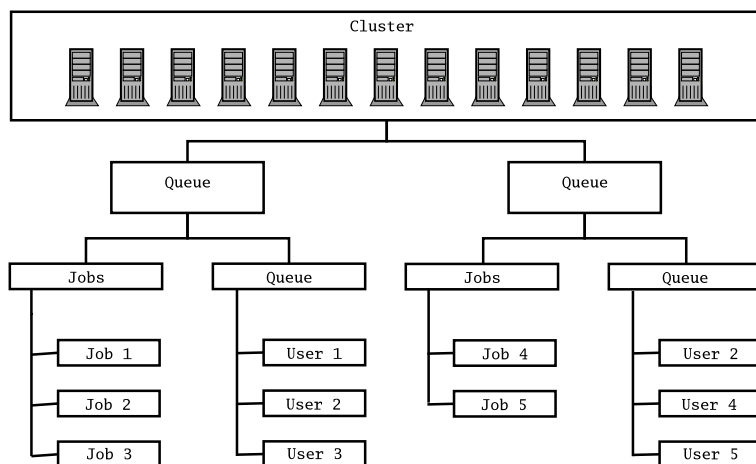 Cluster
Queue
Queue
Jobs
Queue
Jobs
Queue
Job 1
User 1
Job 4
User 2
Job 2
User 2
Job 5
User 4
Job 3
User 3
User 5